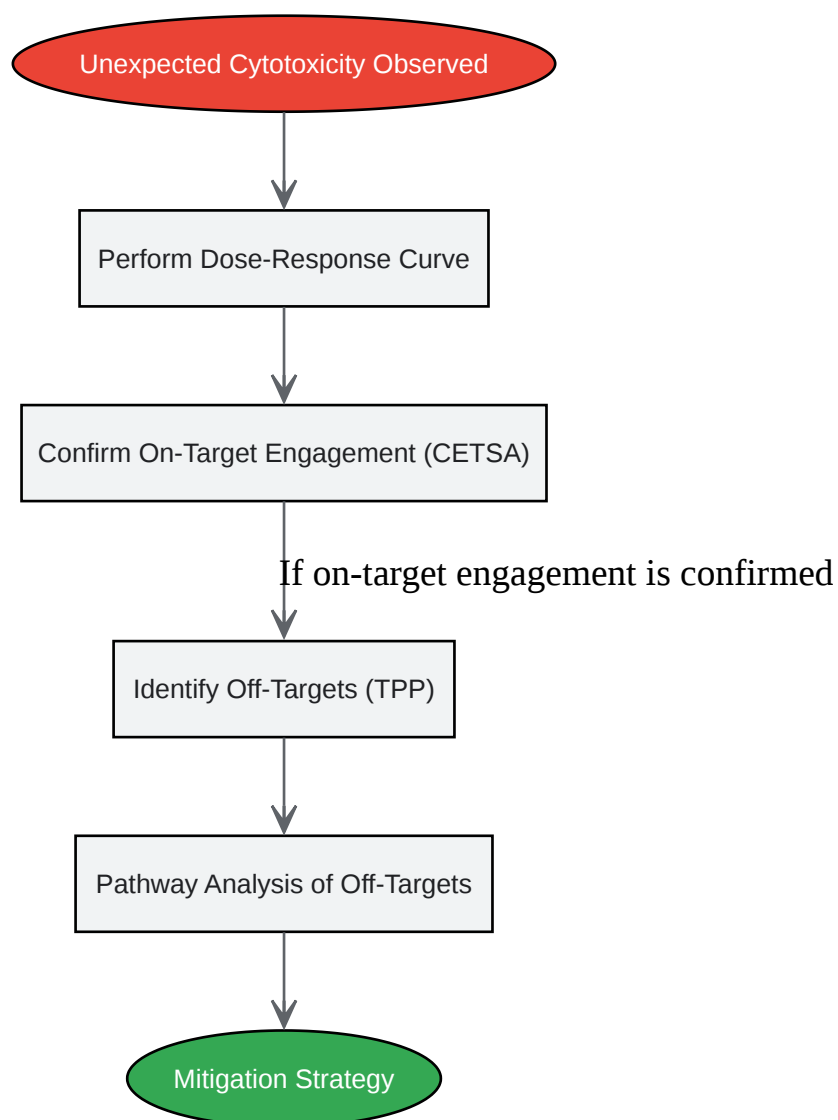 Unexpected Cytotoxicity Observed
Perform Dose-Response Curve
Confirm On-Target Engagement (CETSA)
If on-target engagement is confirmed
Identify Off-Targets (TPP)
Pathway Analysis of Off-Targets
Mitigation Strategy